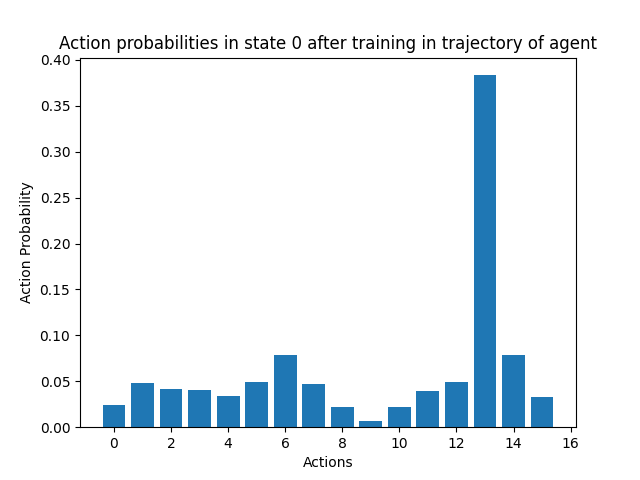 Action probabilities in state 0 after training in trajectory of agent
0.40
0.35
0.30
0.25
0.20
0.15
0.10
0.05
0.00
Action Probability
0 2 4 6 8 10 12 14 16
Actions